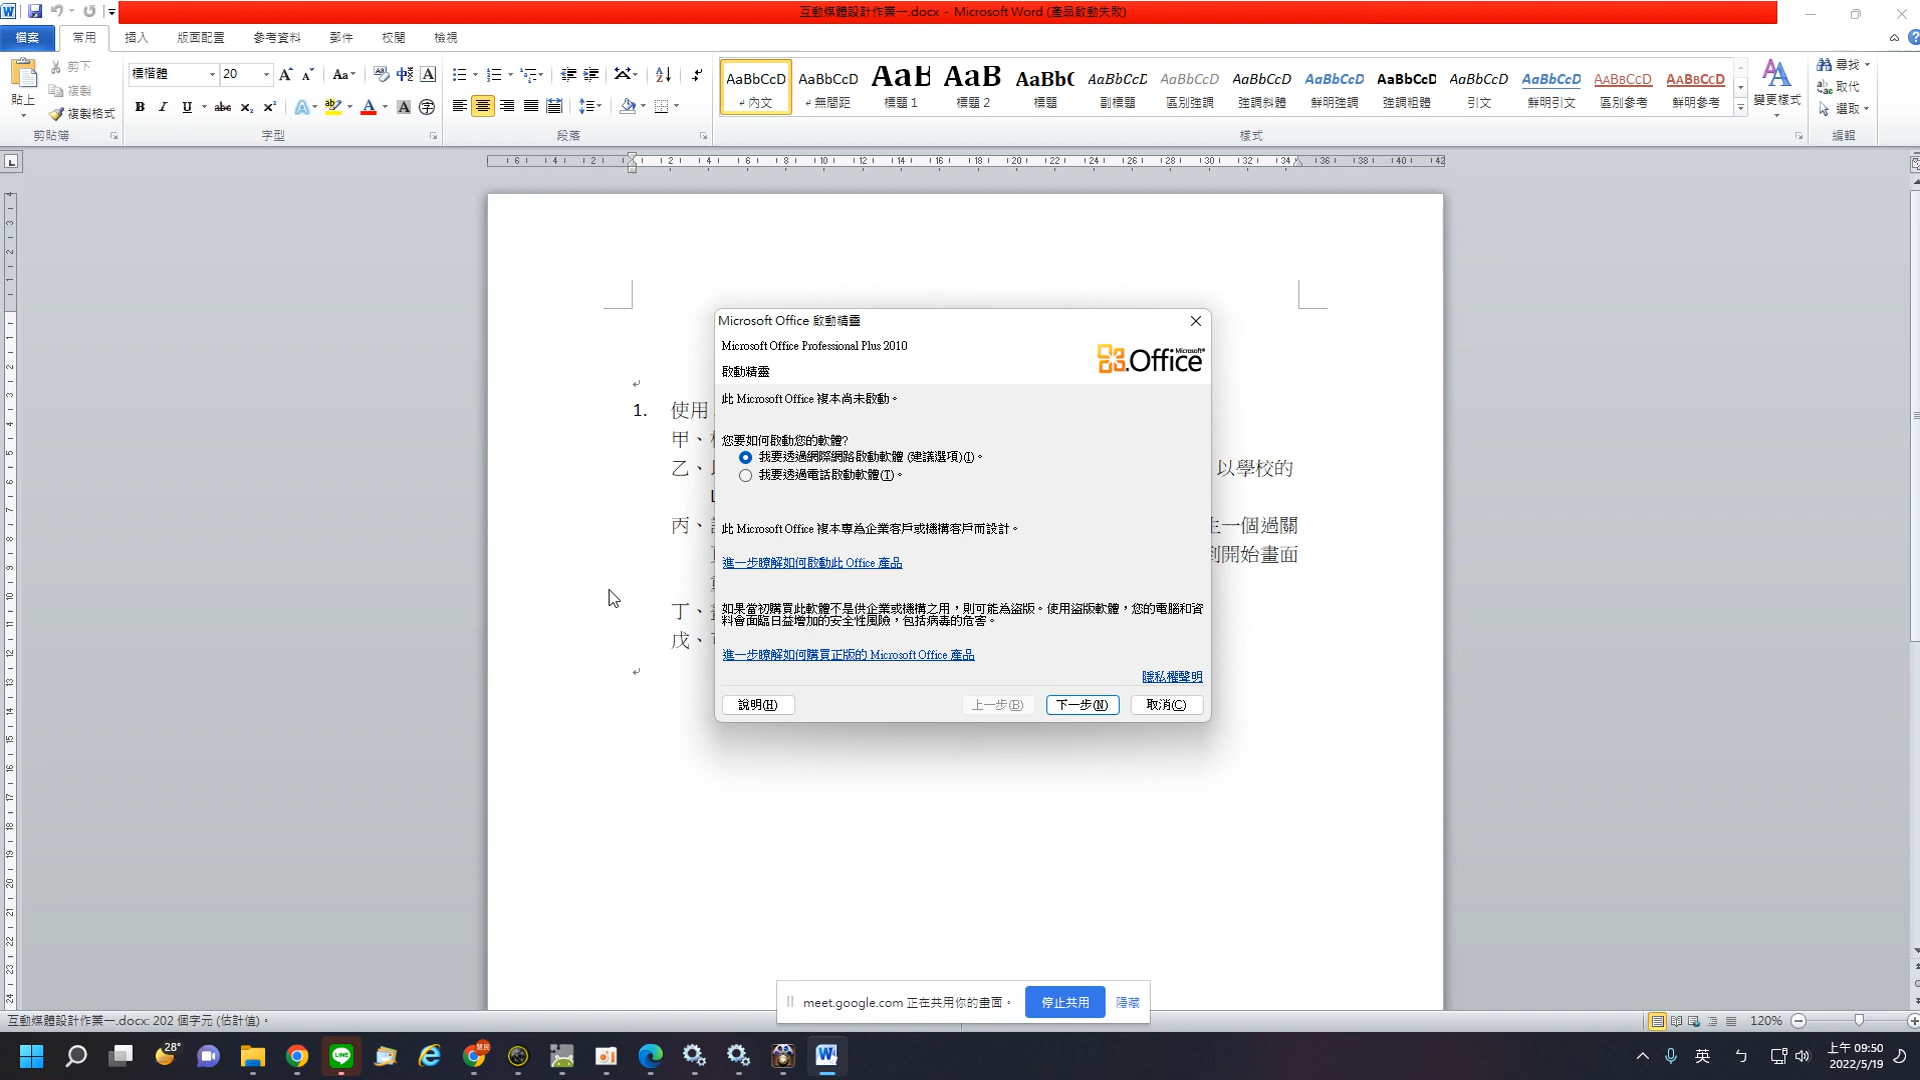 互動媒體設計作業一.docx - Microsoft Word (產品啟動失敗)
檔案 常用 插入 版面配置 參考資料 郵件 校閱 檢視
貼上 剪下 複製 複製格式
標楷體 20
AaBbCcD AaBbCcD AaB AaB AaBbC AaBbCcD AaBbCcD AaBbCcD AaBbCcD AaBbCcD AaBbCcD AaBbCcD AaBbCcD AaBbCcD
內文 無間距 標題 1 標題 2 標題 副標題 區別強調 強調斜體 鮮明強調 強調粗體 引文 鮮明引文 區別參考 鮮明參考
變更樣式
尋找
取代
選取
剪貼簿 字型 段落 樣式 編輯
Microsoft Office 啟動精靈
Microsoft Office Professional Plus 2010
啟動精靈
Microsoft Office
此 Microsoft Office 複本尚未啟動。
您要如何啟動您的軟體?
我要透過網際網路啟動軟體 (建議選項)(I)。
我要透過電話啟動軟體(T)。
此 Microsoft Office 複本專為企業客戶或機構客戶而設計。
進一步瞭解如何啟動此 Office 產品
如果當初購買此軟體不是供企業或機構之用，則可能為盜版。使用盜版軟體，您的電腦和資
料會面臨日益增加的安全性風險，包括病毒的危害。
進一步瞭解如何購買正版的 Microsoft Office 產品
隱私權聲明
說明(H) 上一步(B) 下一步(N) 取消(C)
1. 使用
甲、
乙、 以學校的
丙、 一個過關
到開始畫面
丁、
戊、
meet.google.com 正在共用你的畫面。 停止共用 隱藏
互動媒體設計作業一.docx: 202 個字元 (估計值)。
120%
28°
英
上午 09:50
2022/5/19